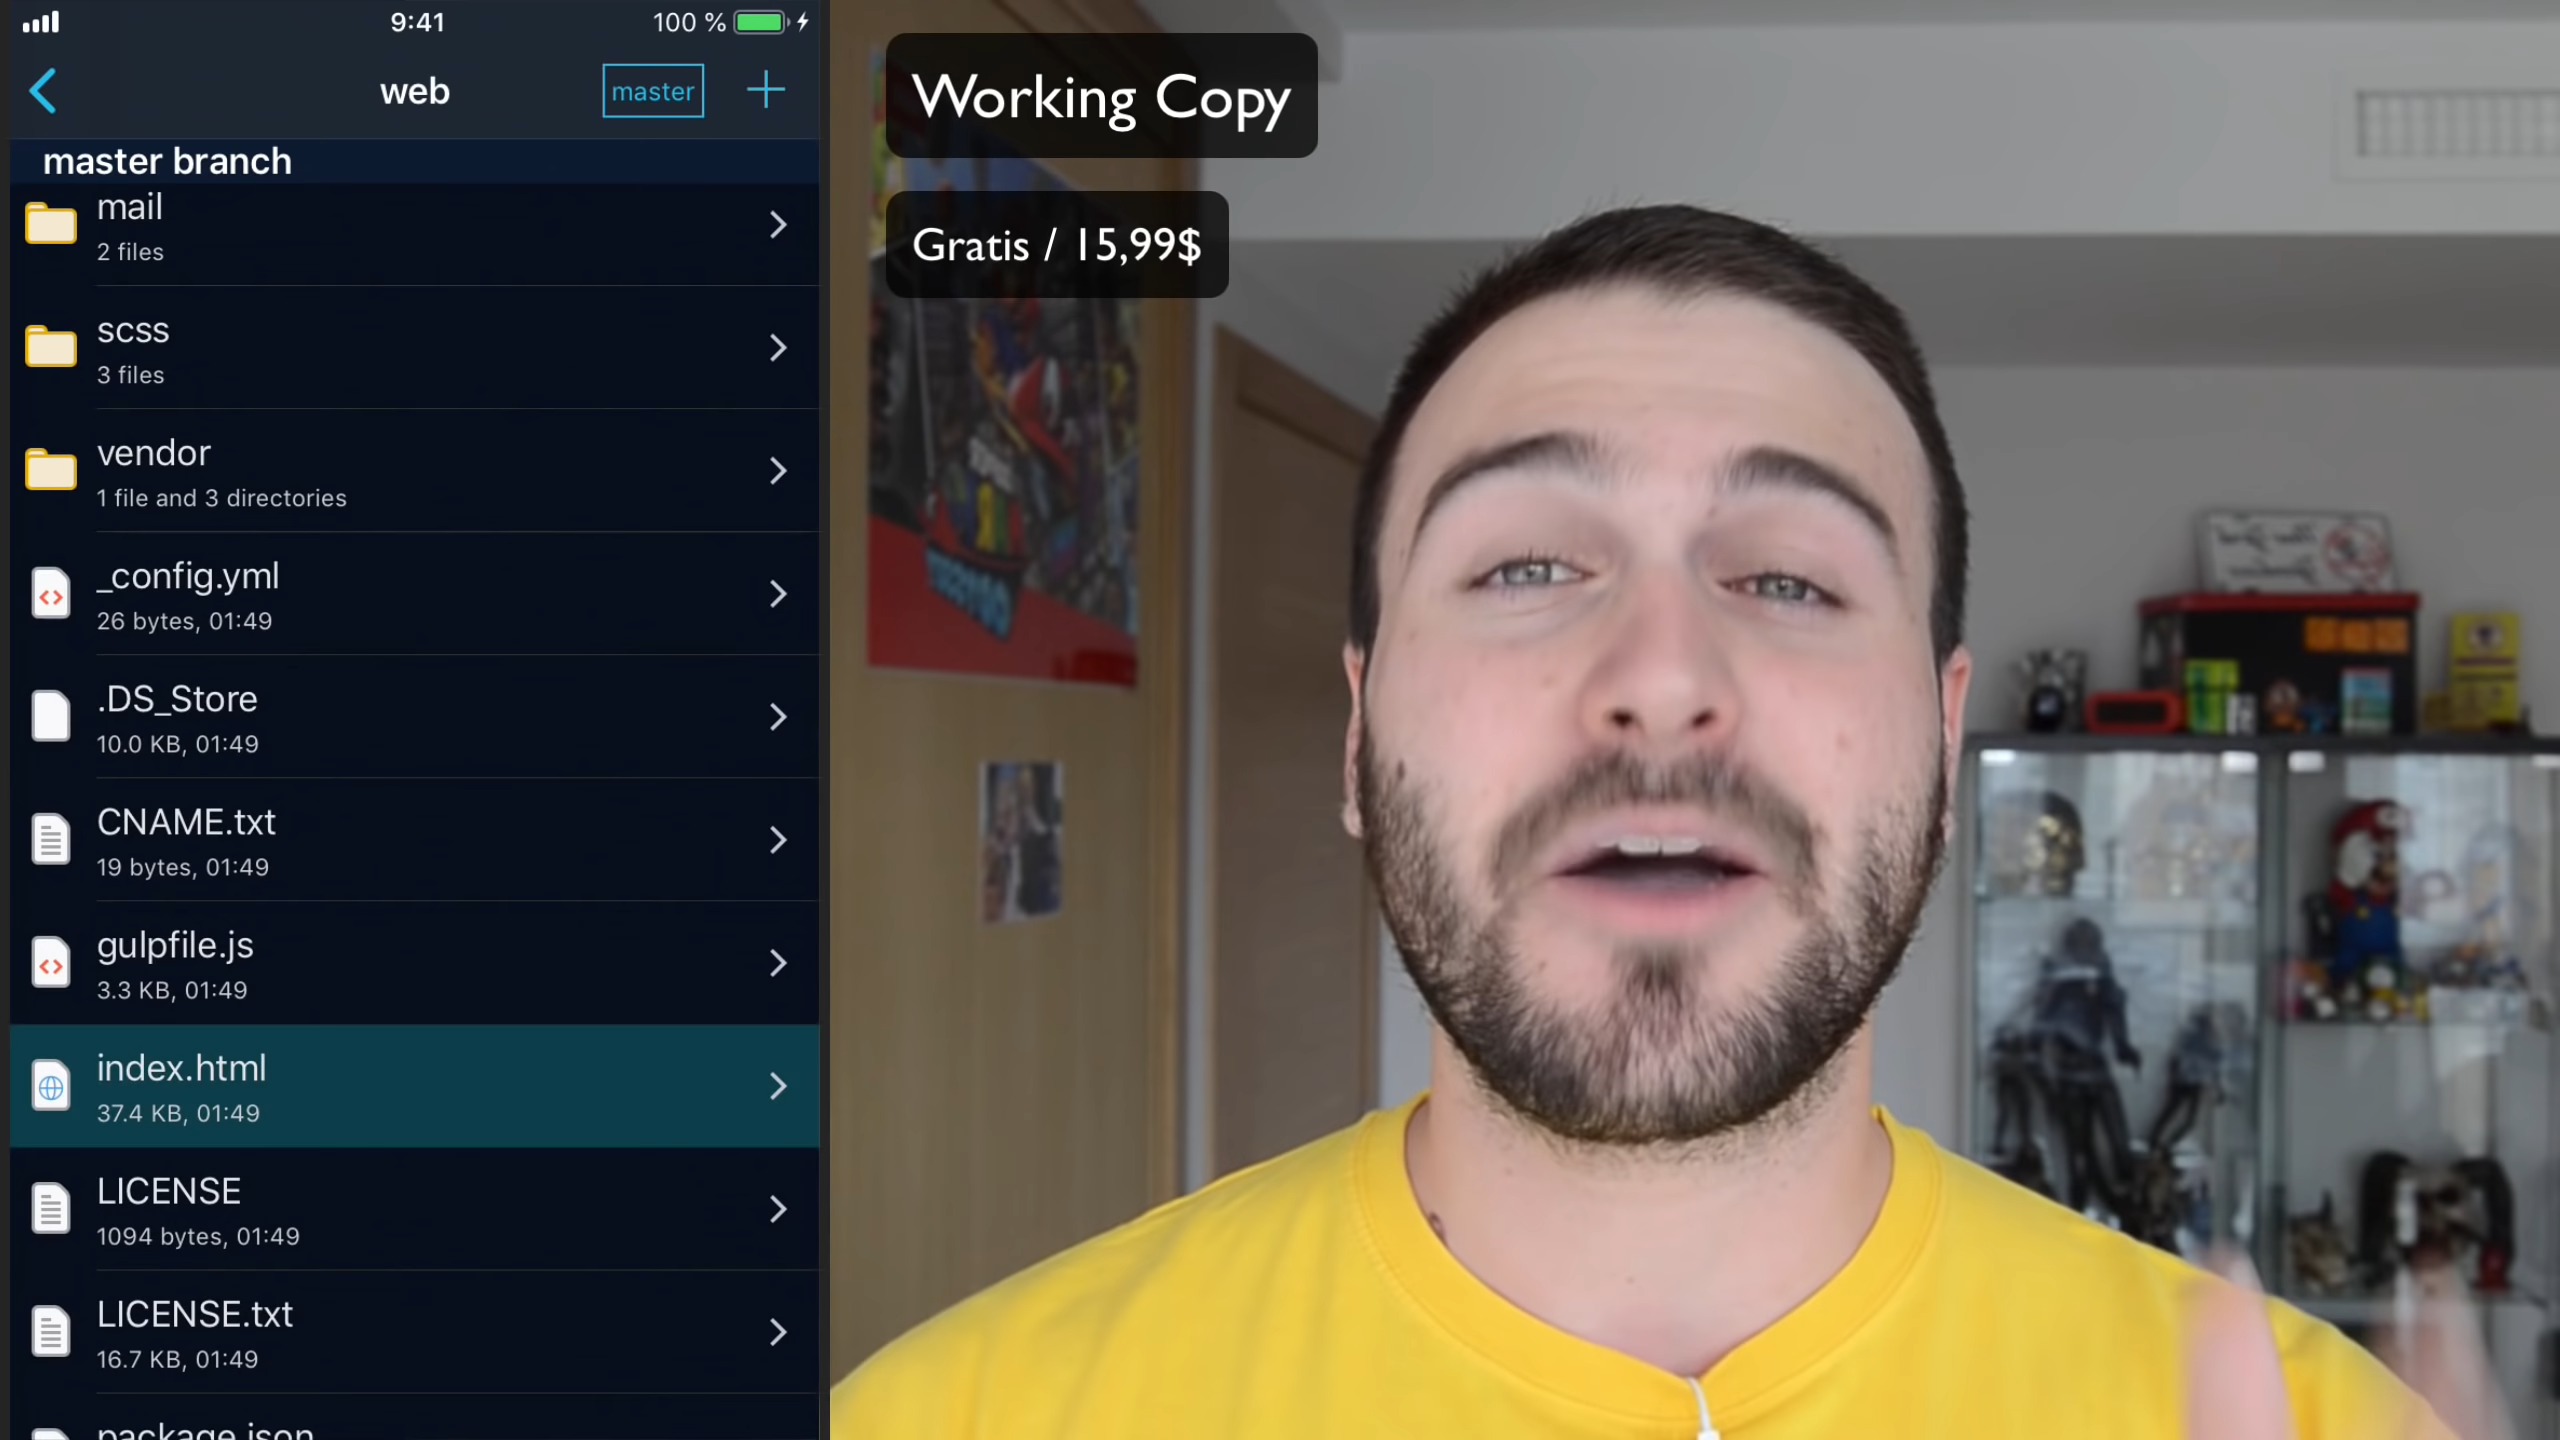 9:41
100 %
web
master
master branch
mail
2 files
scss
3 files
vendor
1 file and 3 directories
_config.yml
26 bytes, 01:49
.DS_Store
10.0 KB, 01:49
CNAME.txt
19 bytes, 01:49
gulpfile.js
3.3 KB, 01:49
index.html
37.4 KB, 01:49
LICENSE
1094 bytes, 01:49
LICENSE.txt
16.7 KB, 01:49
package.json
Working Copy
Gratis / 15,99$